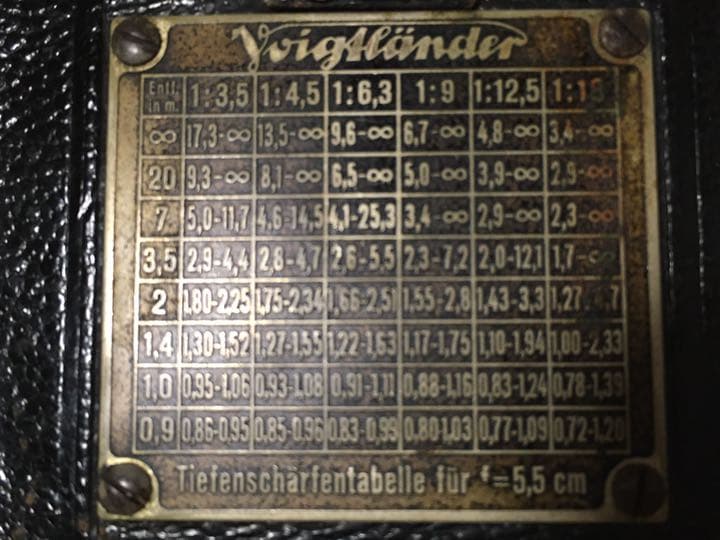 Voigtländer
Entf. in m. 1:3,5 1:4,5 1:6,3 1:9 1:12,5 1:18
∞ 17,3-∞ 13,5-∞ 9,6-∞ 6,7-∞ 4,8-∞ 3,4-∞
20 9,3-∞ 8,1-∞ 6,5-∞ 5,0-∞ 3,9-∞ 2,9-∞
7 5,0-11,7 4,6-14,5 4,1-25,3 3,4-∞ 2,9-∞ 2,3-∞
3,5 2,9-4,4 2,8-4,7 2,6-5,5 2,3-7,2 2,0-12,1 1,7-∞
2 1,80-2,25 1,75-2,34 1,66-2,51 1,55-2,8 1,43-3,3 1,27-4,7
1,4 1,30-1,52 1,27-1,55 1,22-1,63 1,17-1,75 1,10-1,94 1,00-2,33
1,0 0,95-1,06 0,93-1,08 0,91-1,11 0,88-1,16 0,83-1,24 0,78-1,39
0,9 0,86-0,95 0,85-0,96 0,83-0,99 0,80-1,03 0,77-1,09 0,72-1,20
Tiefenschärfentabelle für f=5,5 cm